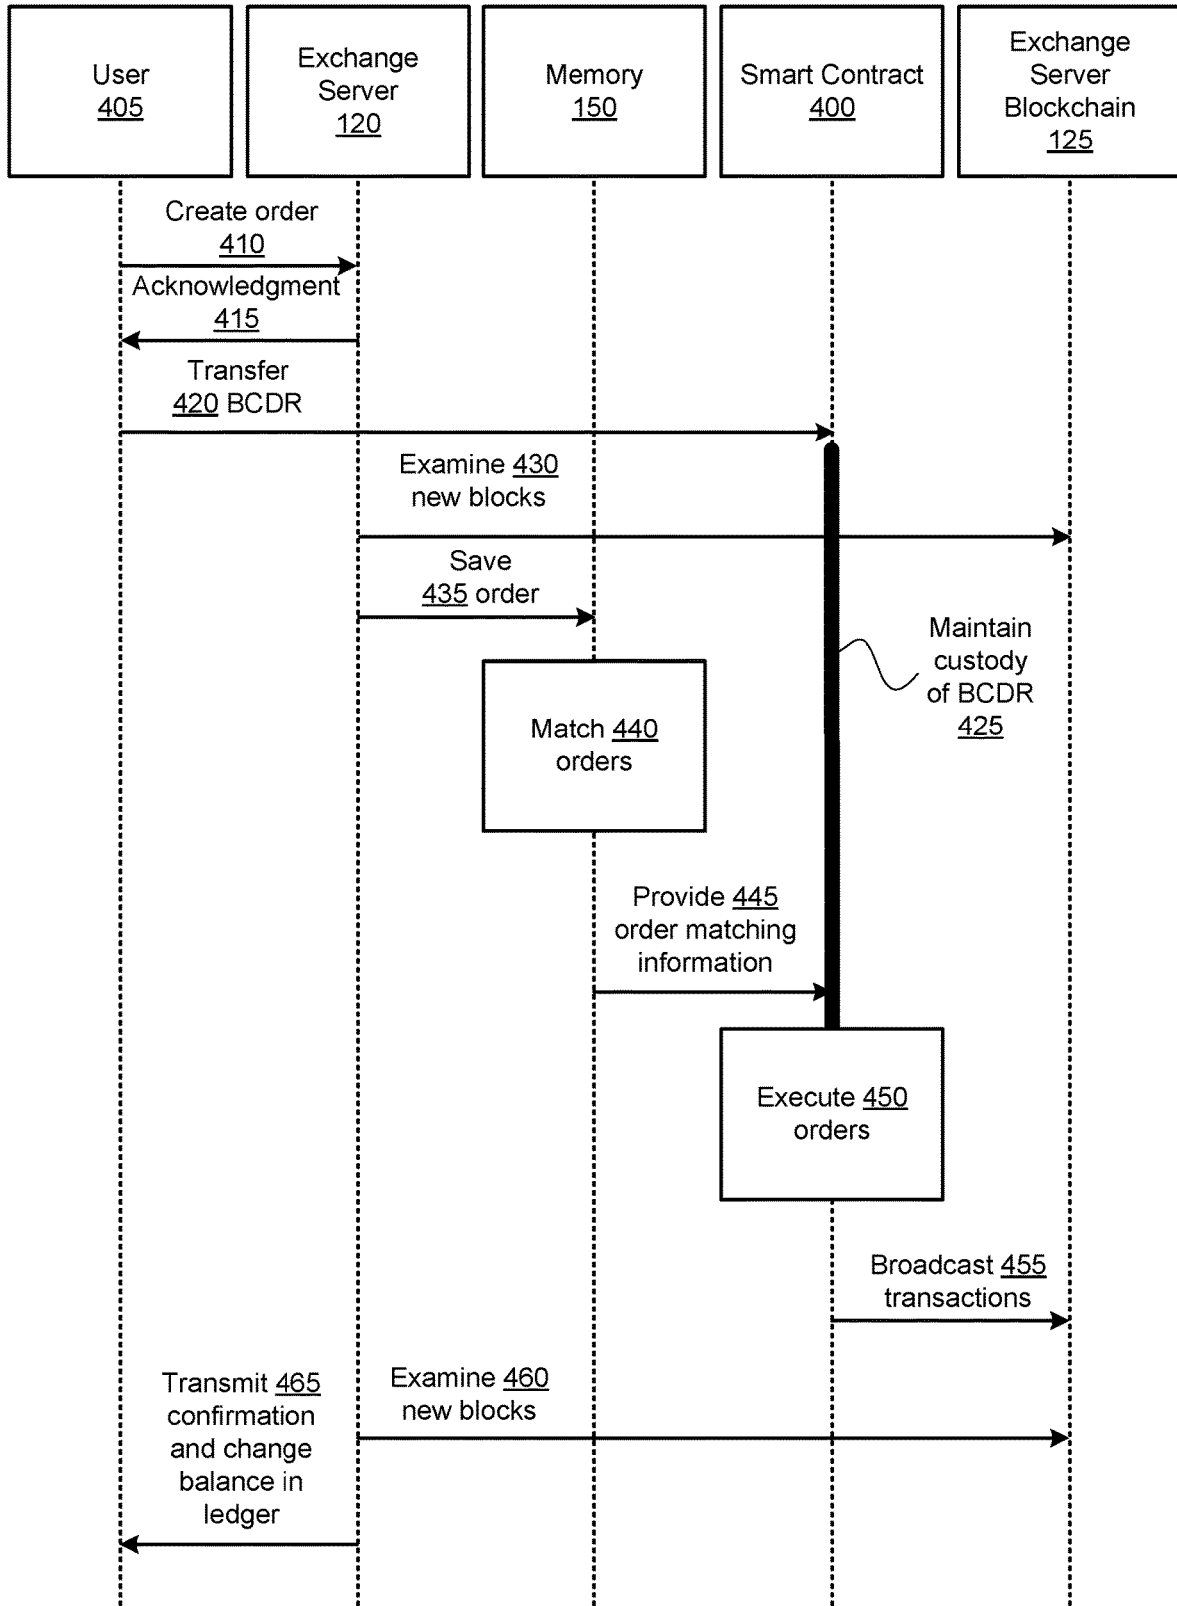 User
405
Exchange
Server
120
Memory
150
Smart Contract
400
Exchange
Server
Blockchain
125
Create order
410
Acknowledgment
415
Transfer
420 BCDR
Examine 430
new blocks
Save
435 order
Maintain
custody
of BCDR
425
Match 440
orders
Provide 445
order matching
information
Execute 450
orders
Broadcast 455
transactions
Examine 460
new blocks
Transmit 465
confirmation
and change
balance in
ledger